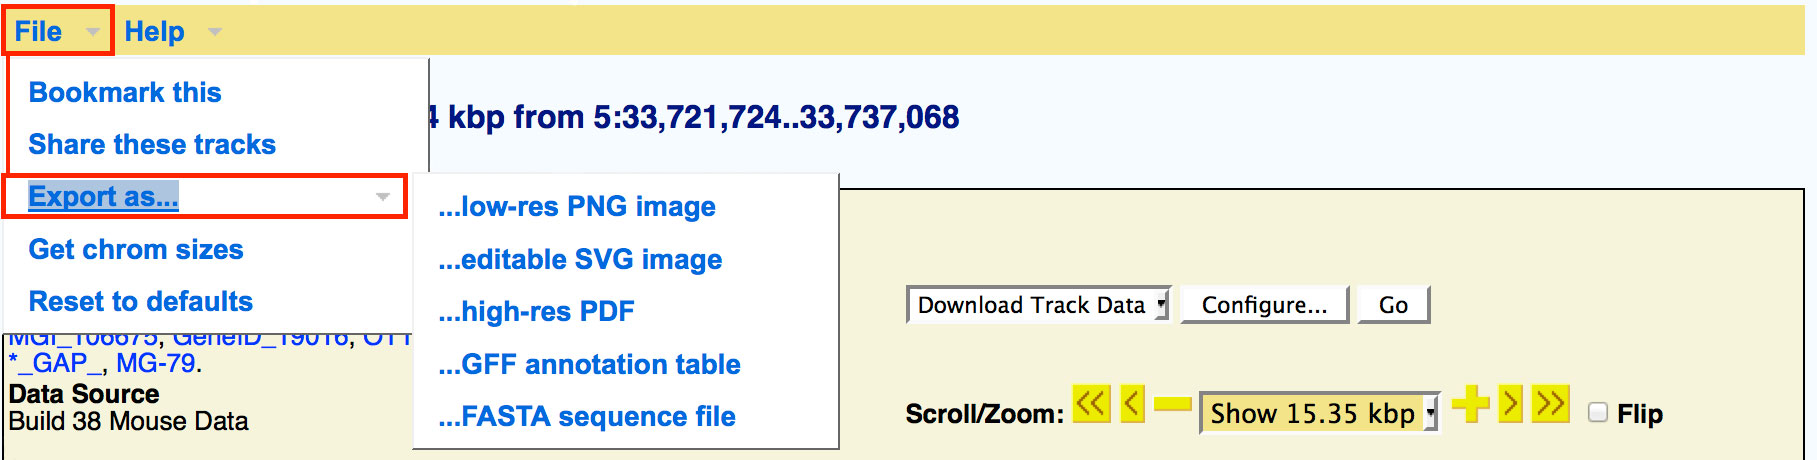 File Help
Bookmark this
kbp from 5:33,721,724..33,737,068
Share these tracks
Export as...
...low-res PNG image
Get chrom sizes
...editable SVG image
Reset to defaults
...high-res PDF
Download Track Data Configure... Go
MGI_106675, GeneID_19016,
*_GAP_, MG-79.
...GFF annotation table
Data Source
Build 38 Mouse Data
...FASTA sequence file
Scroll/Zoom: << < − Show 15.35 kbp + > >> Flip